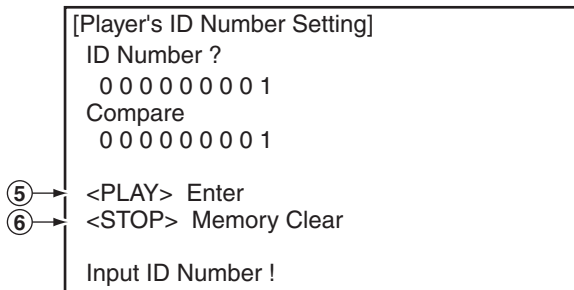 [Player's ID Number Setting]
ID Number ?
0 0 0 0 0 0 0 0 1
Compare
0 0 0 0 0 0 0 0 1
5 <PLAY> Enter
6 <STOP> Memory Clear
Input ID Number !